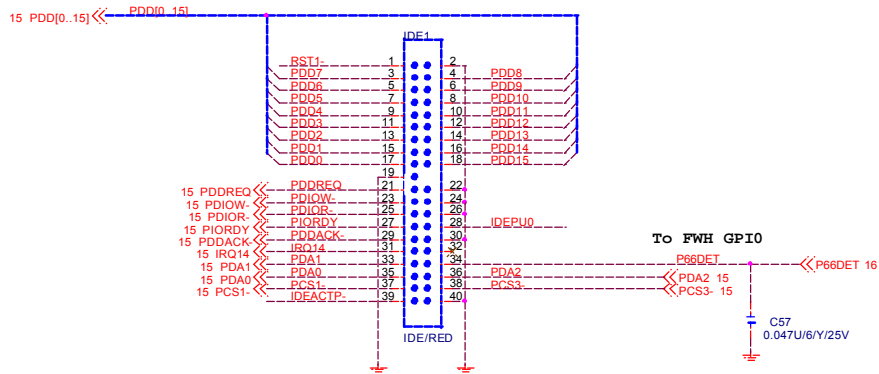 15 PDD[0..15] PDD[0..15]
IDE1
RST1- 1 2
PDD7 3 4 PDD8
PDD6 5 6 PDD9
PDD5 7 8 PDD10
PDD4 9 10 PDD11
PDD3 11 12 PDD12
PDD2 13 14 PDD13
PDD1 15 16 PDD14
PDD0 17 18 PDD15
19
15 PDDREQ PDDREQ 21 22
15 PDIOW- PDIOW- 23 24
15 PDIOR- PDIOR- 25 26
15 PIORDY PIORDY 27 28 IDEPU0
15 PDDACK- PDDACK- 29 30
15 IRQ14 IRQ14 31 32
To FWH GPI0
15 PDA1 PDA1 33 34 P66DET P66DET 16
15 PDA0 PDA0 35 36 PDA2 PDA2 15
15 PCS1- PCS1- 37 38 PCS3- PCS3- 15
IDEACTP- 39 40
C57
0.047U/6/Y/25V
IDE/RED